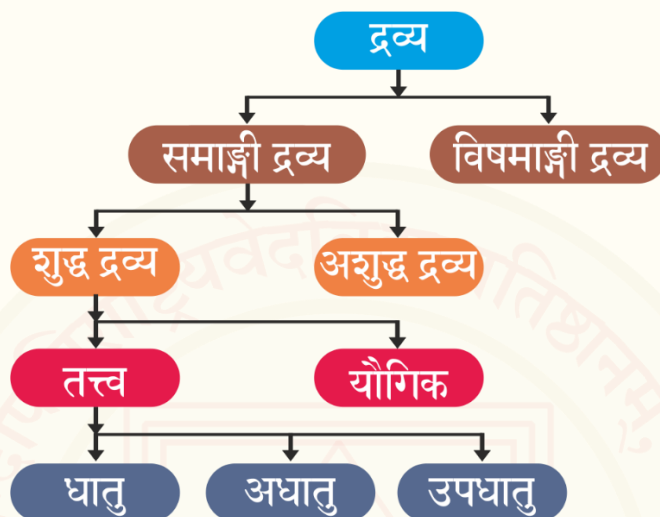 द्रव्य
समाङ्गी द्रव्य
विषमाङ्गी द्रव्य
शुद्ध द्रव्य
अशुद्ध द्रव्य
तत्त्व
यौगिक
धातु
अधातु
उपधातु